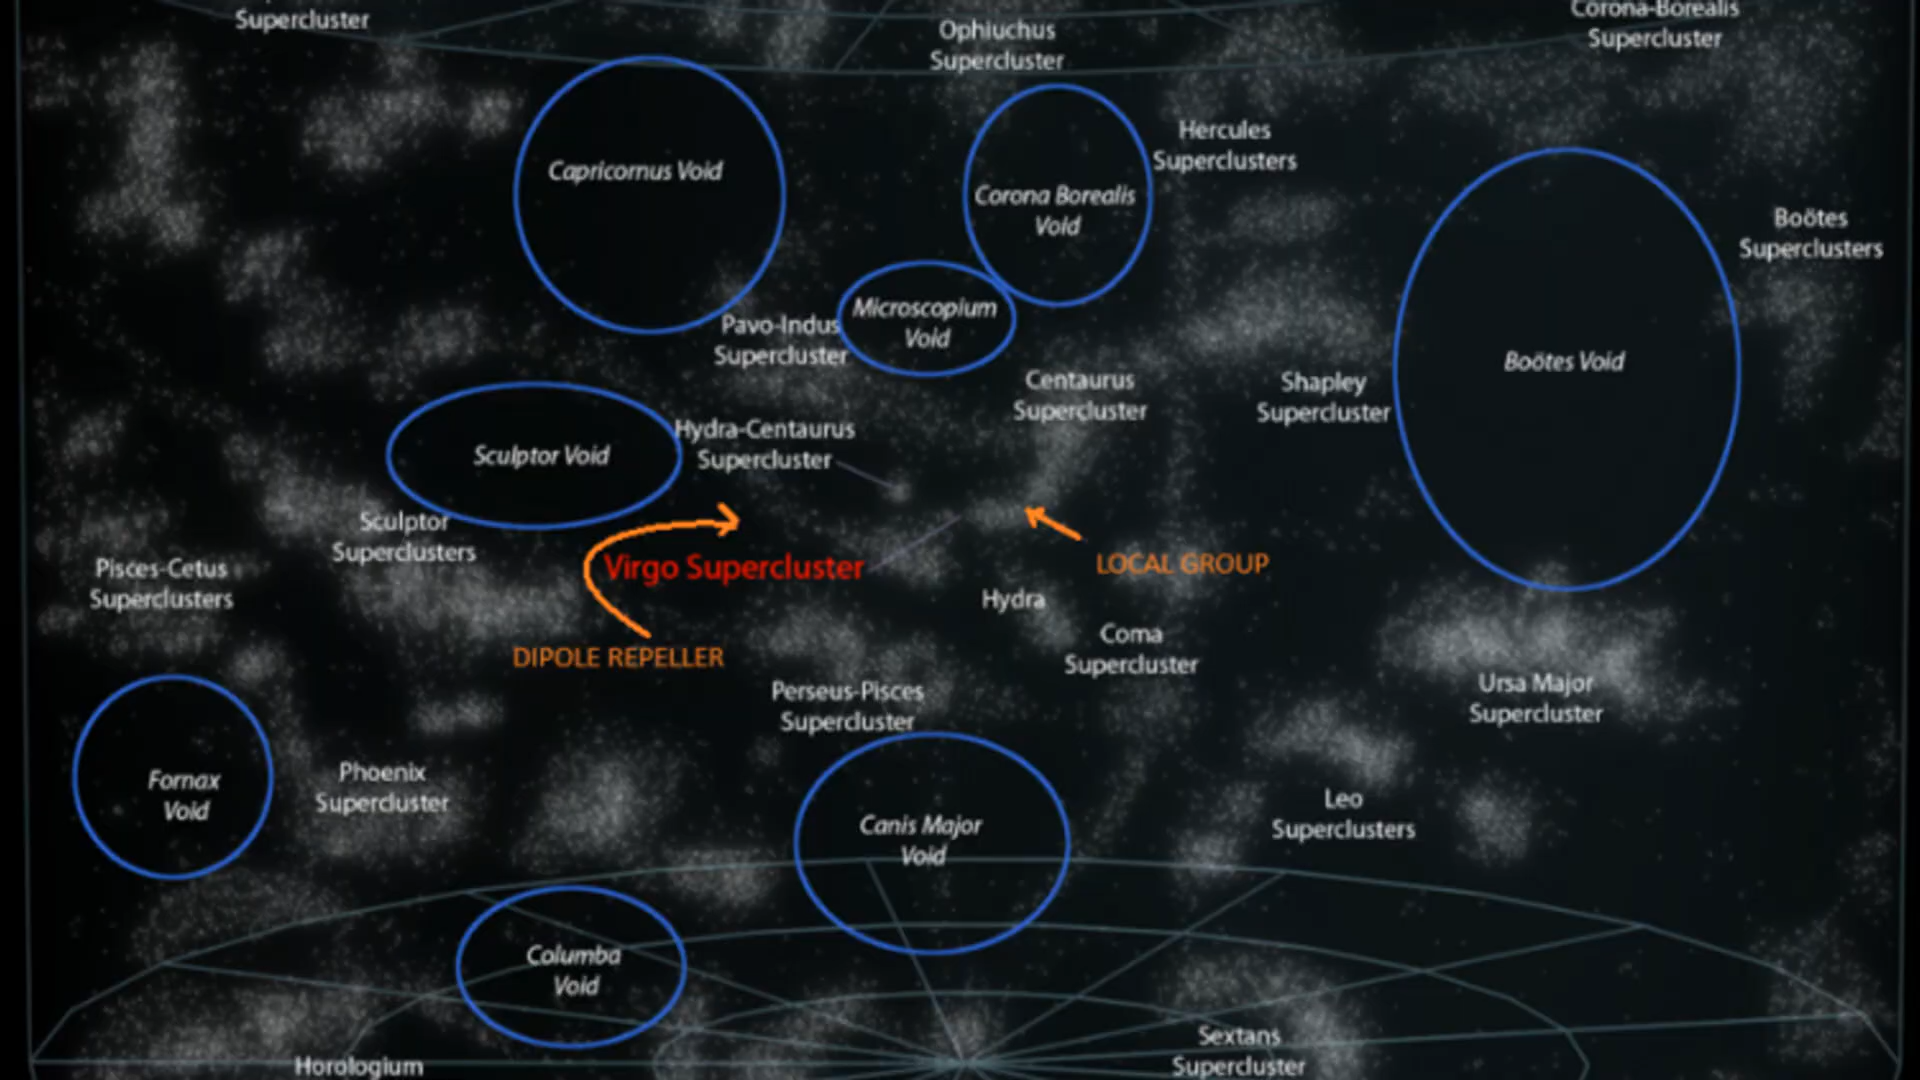 Supercluster
Ophiuchus
Supercluster
Corona-Borealis
Supercluster
Capricornus Void
Corona Borealis
Void
Hercules
Superclusters
Boötes
Superclusters
Microscopium
Void
Pavo-Indus
Supercluster
Boötes Void
Centaurus
Supercluster
Shapley
Supercluster
Sculptor Void
Hydra-Centaurus
Supercluster
Sculptor
Superclusters
Pisces-Cetus
Superclusters
Virgo Supercluster
LOCAL GROUP
Hydra
Coma
Supercluster
DIPOLE REPELLER
Perseus-Pisces
Supercluster
Ursa Major
Supercluster
Fornax
Void
Phoenix
Supercluster
Canis Major
Void
Leo
Superclusters
Columba
Void
Horologium
Sextans
Supercluster